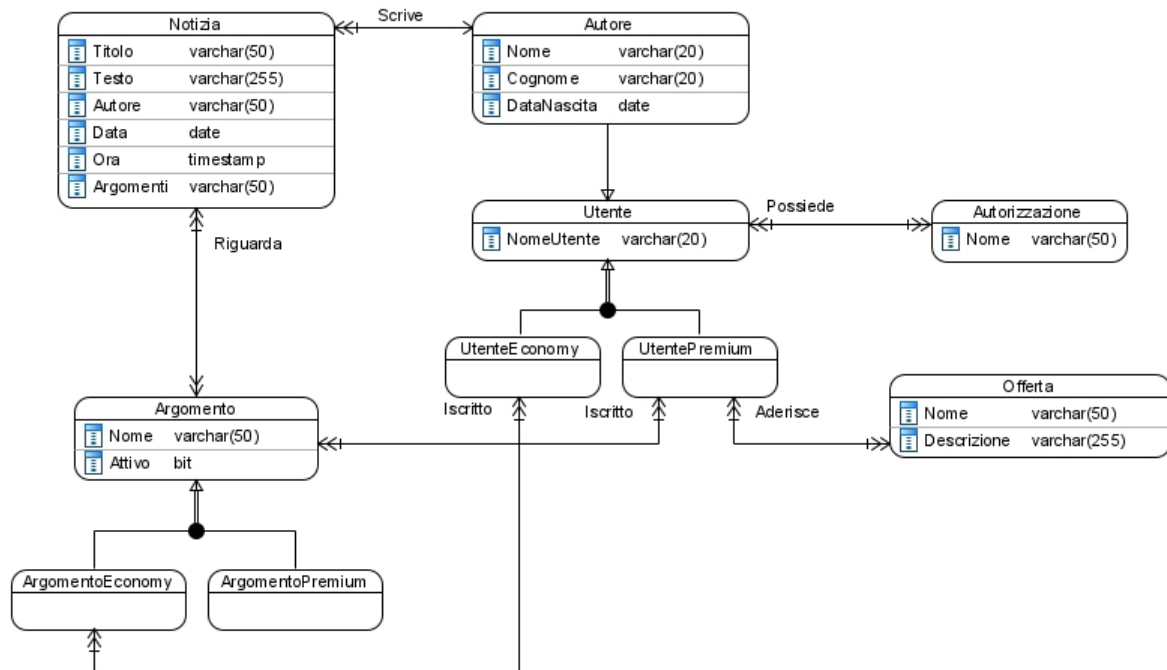 Notizia
Titolo varchar(50)
Testo varchar(255)
Autore varchar(50)
Data date
Ora timestamp
Argomenti varchar(50)
Scrive
Autore
Nome varchar(20)
Cognome varchar(20)
DataNascita date
Riguarda
Utente
NomeUtente varchar(20)
Possiede
Autorizzazione
Nome varchar(50)
UtenteEconomy
UtentePremium
Iscritto
Iscritto
Aderisce
Offerta
Nome varchar(50)
Descrizione varchar(255)
Argomento
Nome varchar(50)
Attivo bit
ArgomentoEconomy
ArgomentoPremium